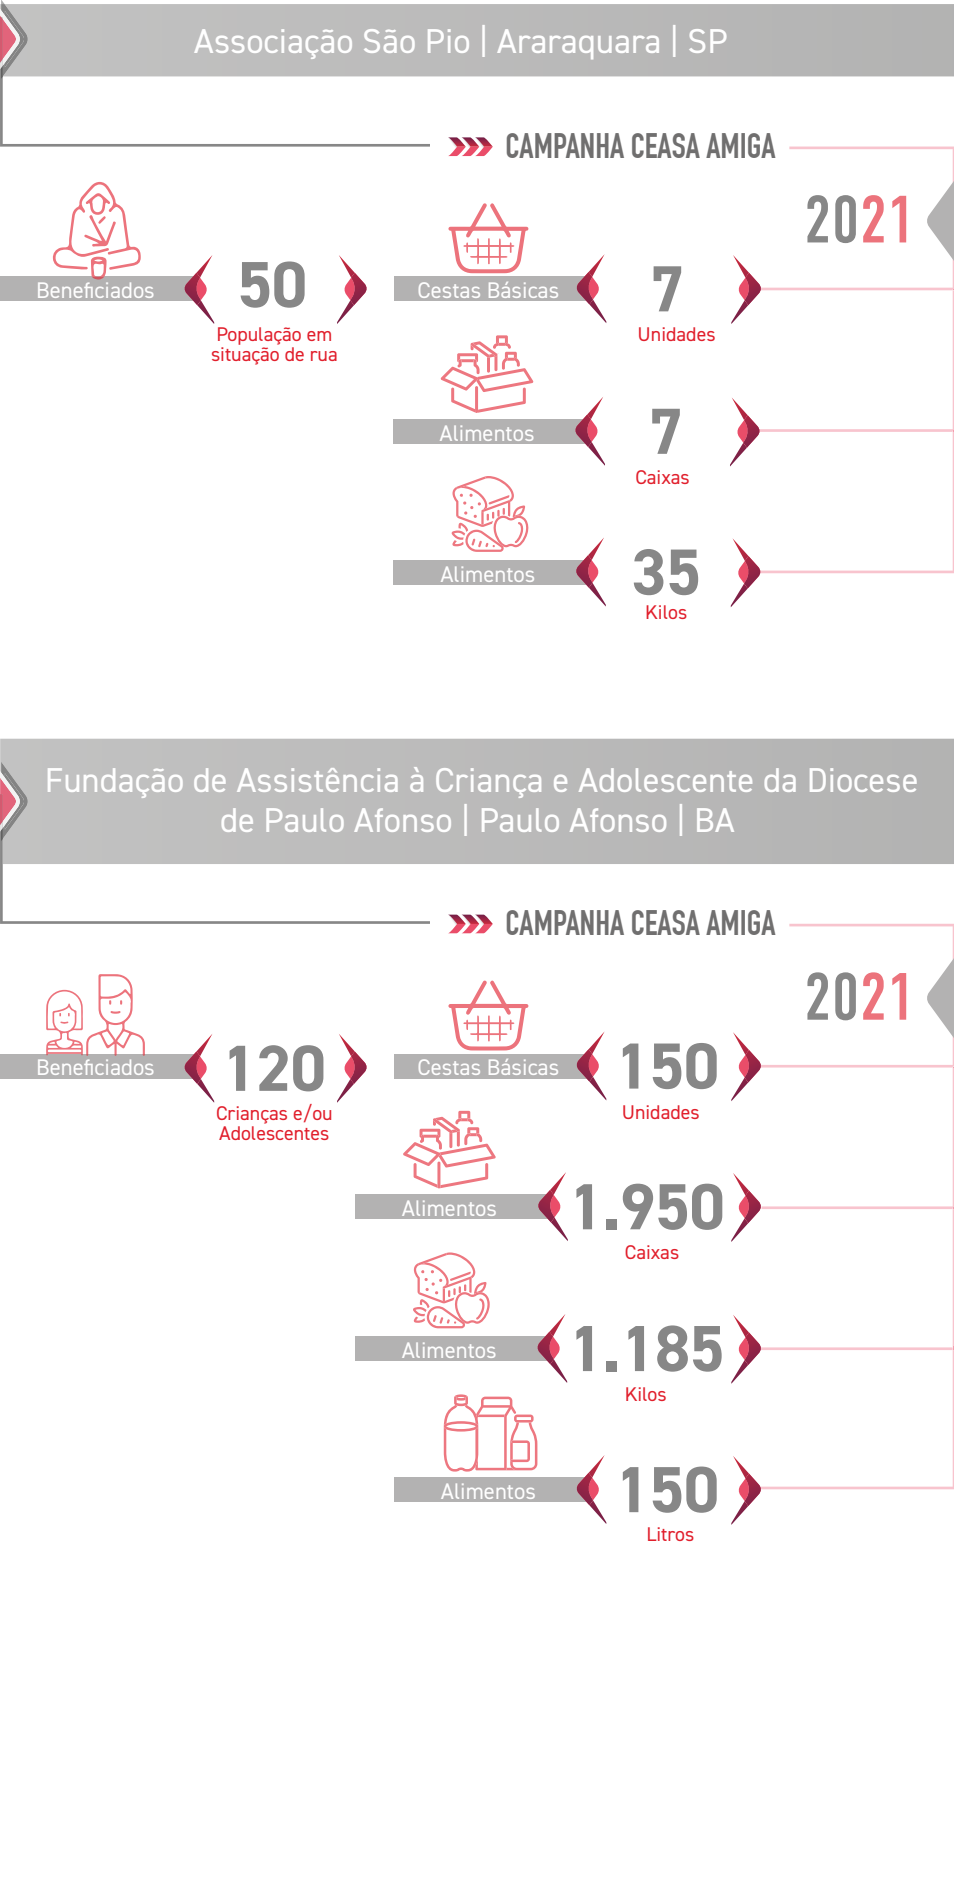 Associação São Pio | Araraquara | SP
CAMPANHA CEASA AMIGA
2021
Beneficiados
50
População em
situação de rua
Cestas Básicas
7
Unidades
Alimentos
7
Caixas
Alimentos
35
Kilos
Fundação de Assistência à Criança e Adolescente da Diocese
de Paulo Afonso | Paulo Afonso | BA
CAMPANHA CEASA AMIGA
2021
Beneficiados
120
Crianças e/ou
Adolescentes
Cestas Básicas
150
Unidades
Alimentos
1.950
Caixas
Alimentos
1.185
Kilos
Alimentos
150
Litros